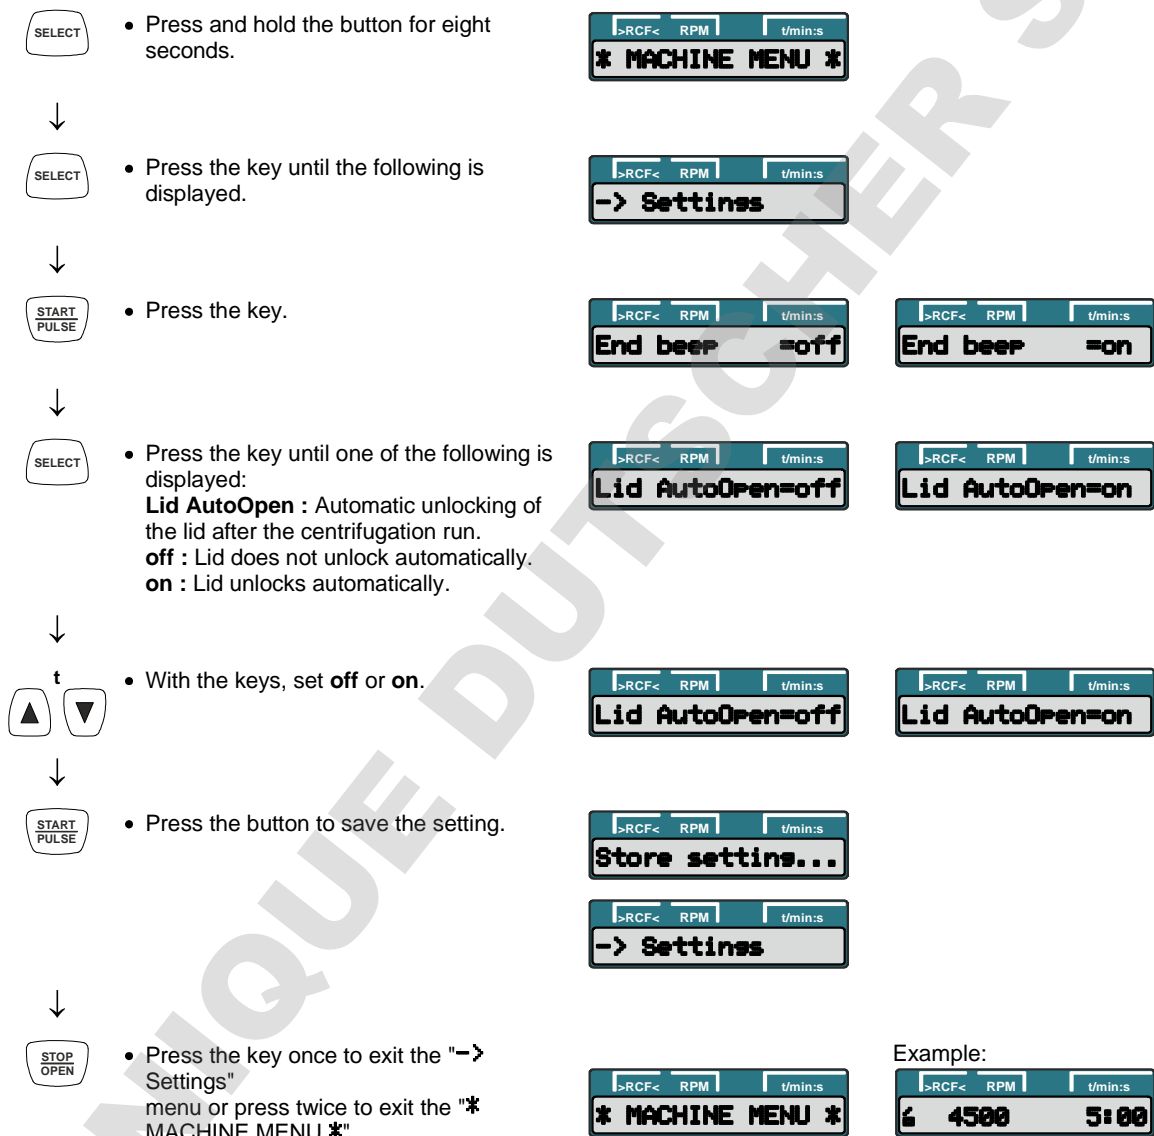 SELECT
• Press and hold the button for eight
seconds.
>RCF< RPM t/min:s
* MACHINE MENU *
↓
SELECT
• Press the key until the following is
displayed.
>RCF< RPM t/min:s
-> Settings
↓
START
PULSE
• Press the key.
>RCF< RPM t/min:s
End beep =off
>RCF< RPM t/min:s
End beep =on
↓
SELECT
• Press the key until one of the following is
displayed:
Lid AutoOpen : Automatic unlocking of
the lid after the centrifugation run.
off : Lid does not unlock automatically.
on : Lid unlocks automatically.
>RCF< RPM t/min:s
Lid AutoOpen=off
>RCF< RPM t/min:s
Lid AutoOpen=on
↓
t
• With the keys, set off or on.
>RCF< RPM t/min:s
Lid AutoOpen=off
>RCF< RPM t/min:s
Lid AutoOpen=on
↓
START
PULSE
• Press the button to save the setting.
>RCF< RPM t/min:s
Store setting...
>RCF< RPM t/min:s
-> Settings
↓
STOP
OPEN
• Press the key once to exit the "->
Settings"
menu or press twice to exit the "*
MACHINE MENU *"
>RCF< RPM t/min:s
* MACHINE MENU *
Example:
>RCF< RPM t/min:s
4500 5:00
NIQUE DUTSCHER S